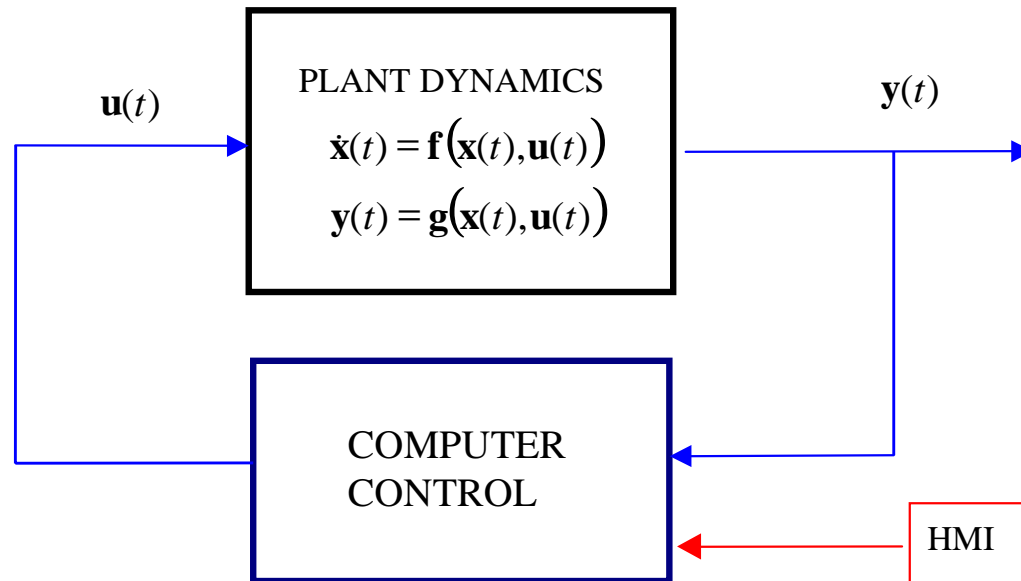 PLANT DYNAMICS
u(t)
y(t)
ẋ(t) = f(x(t),u(t))
y(t) = g(x(t),u(t))
COMPUTER
CONTROL
HMI